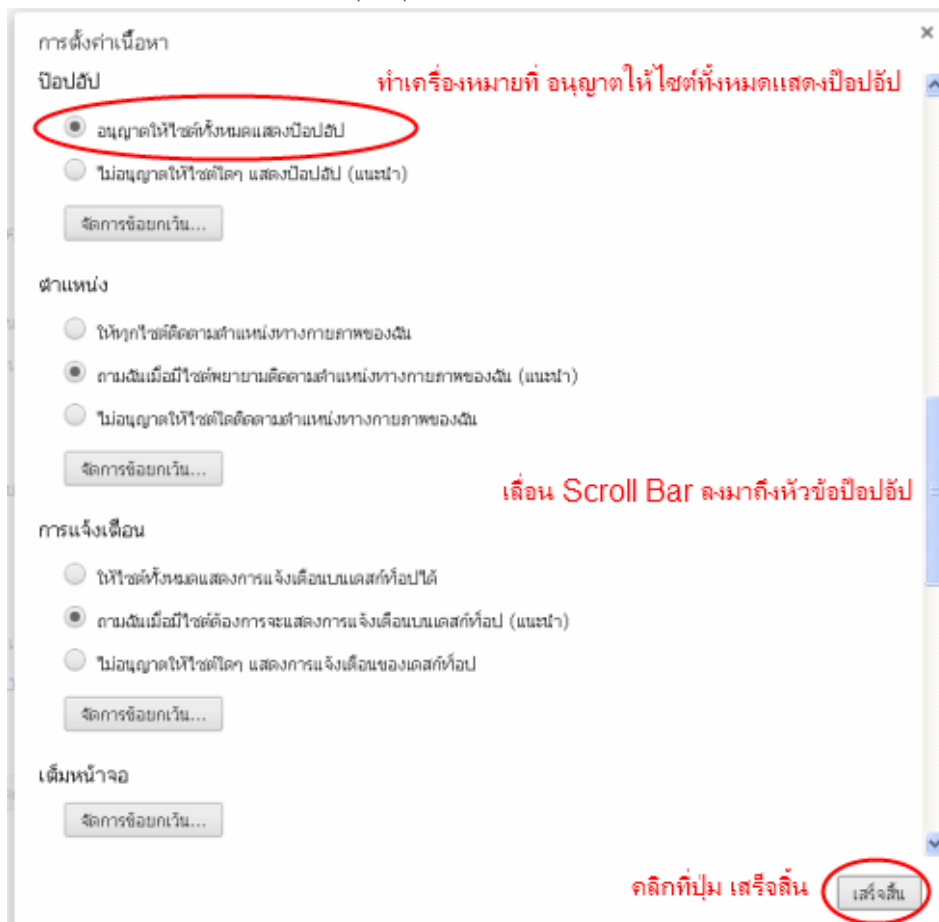 การตั้งค่าเนื้อหา
ป๊อปอัป
ทำเครื่องหมายที่ อนุญาตให้ไซต์ทั้งหมดแสดงป๊อปอัป
อนุญาตให้ไซต์ทั้งหมดแสดงป๊อปอัป
ไม่อนุญาตให้ไซต์ใดๆ แสดงป๊อปอัป (แนะนำ)
จัดการข้อยกเว้น...
ตำแหน่ง
ให้ทุกไซต์ติดตามตำแหน่งทางกายภาพของฉัน
ถามฉันเมื่อมีไซต์พยายามติดตามตำแหน่งทางกายภาพของฉัน (แนะนำ)
ไม่อนุญาตให้ไซต์ใดติดตามตำแหน่งทางกายภาพของฉัน
จัดการข้อยกเว้น...
เลื่อน Scroll Bar ลงมาถึงหัวข้อป๊อปอัป
การแจ้งเตือน
ให้ไซต์ทั้งหมดแสดงการแจ้งเตือนบนเดสก์ท็อปได้
ถามฉันเมื่อมีไซต์ต้องการจะแสดงการแจ้งเตือนบนเดสก์ท็อป (แนะนำ)
ไม่อนุญาตให้ไซต์ใดๆ แสดงการแจ้งเตือนของเดสก์ท็อป
จัดการข้อยกเว้น...
เต็มหน้าจอ
จัดการข้อยกเว้น...
คลิกที่ปุ่ม เสร็จสิ้น
เสร็จสิ้น